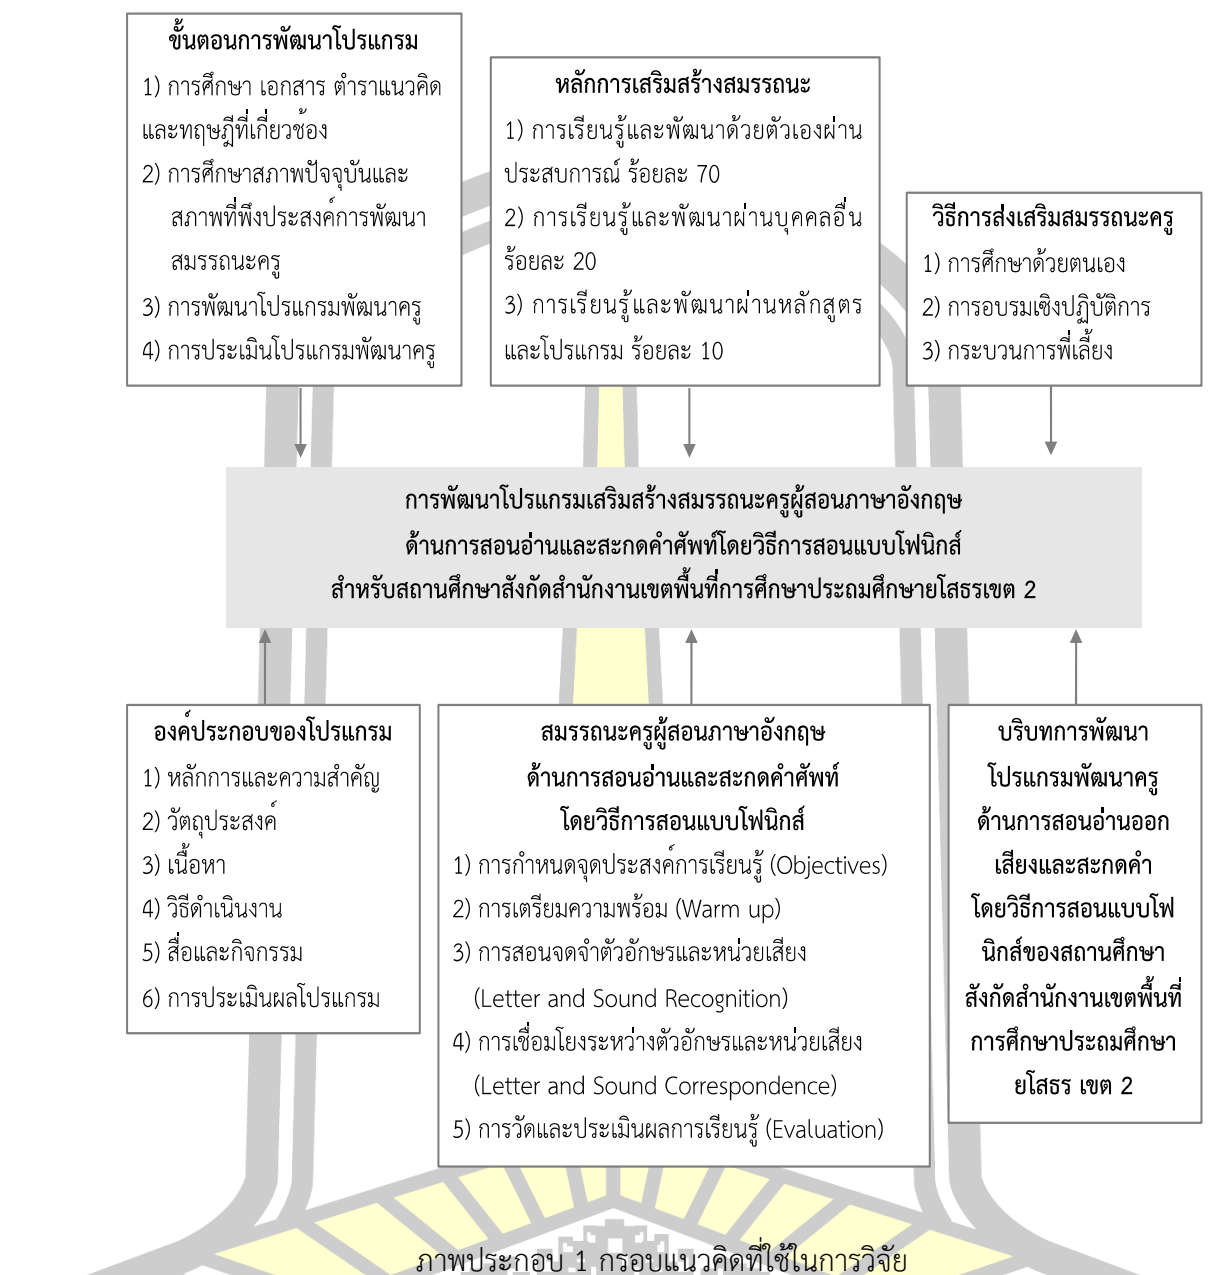 ขั้นตอนการพัฒนาโปรแกรม
1) การศึกษา เอกสาร ตำราแนวคิด
และทฤษฎีที่เกี่ยวช้อง
2) การศึกษาสภาพปัจจุบันและ
สภาพที่พึงประสงค์การพัฒนา
สมรรถนะครู
3) การพัฒนาโปรแกรมพัฒนาครู
4) การประเมินโปรแกรมพัฒนาครู
หลักการเสริมสร้างสมรรถนะ
1) การเรียนรู้และพัฒนาด้วยตัวเองผ่าน
ประสบการณ์ ร้อยละ 70
2) การเรียนรู้และพัฒนาผ่านบุคคลอื่น
ร้อยละ 20
3) การเรียนรู้และพัฒนาผ่านหลักสูตร
และโปรแกรม ร้อยละ 10
วิธีการส่งเสริมสมรรถนะครู
1) การศึกษาด้วยตนเอง
2) การอบรมเชิงปฏิบัติการ
3) กระบวนการพี่เลี้ยง
การพัฒนาโปรแกรมเสริมสร้างสมรรถนะครูผู้สอนภาษาอังกฤษ
ด้านการสอนอ่านและสะกดคำศัพท์โดยวิธีการสอนแบบโฟนิกส์
สำหรับสถานศึกษาสังกัดสำนักงานเขตพื้นที่การศึกษาประถมศึกษายโสธรเขต 2
องค์ประกอบของโปรแกรม
1) หลักการและความสำคัญ
2) วัตถุประสงค์
3) เนื้อหา
4) วิธีดำเนินงาน
5) สื่อและกิจกรรม
6) การประเมินผลโปรแกรม
สมรรถนะครูผู้สอนภาษาอังกฤษ
ด้านการสอนอ่านและสะกดคำศัพท์
โดยวิธีการสอนแบบโฟนิกส์
1) การกำหนดจุดประสงค์การเรียนรู้ (Objectives)
2) การเตรียมความพร้อม (Warm up)
3) การสอนจดจำตัวอักษรและหน่วยเสียง
(Letter and Sound Recognition)
4) การเชื่อมโยงระหว่างตัวอักษรและหน่วยเสียง
(Letter and Sound Correspondence)
5) การวัดและประเมินผลการเรียนรู้ (Evaluation)
บริบทการพัฒนา
โปรแกรมพัฒนาครู
ด้านการสอนอ่านออก
เสียงและสะกดคำ
โดยวิธีการสอนแบบโฟ
นิกส์ของสถานศึกษา
สังกัดสำนักงานเขตพื้นที่
การศึกษาประถมศึกษา
ยโสธร เขต 2
ภาพประกอบ 1 กรอบแนวคิดที่ใช้ในการวิจัย